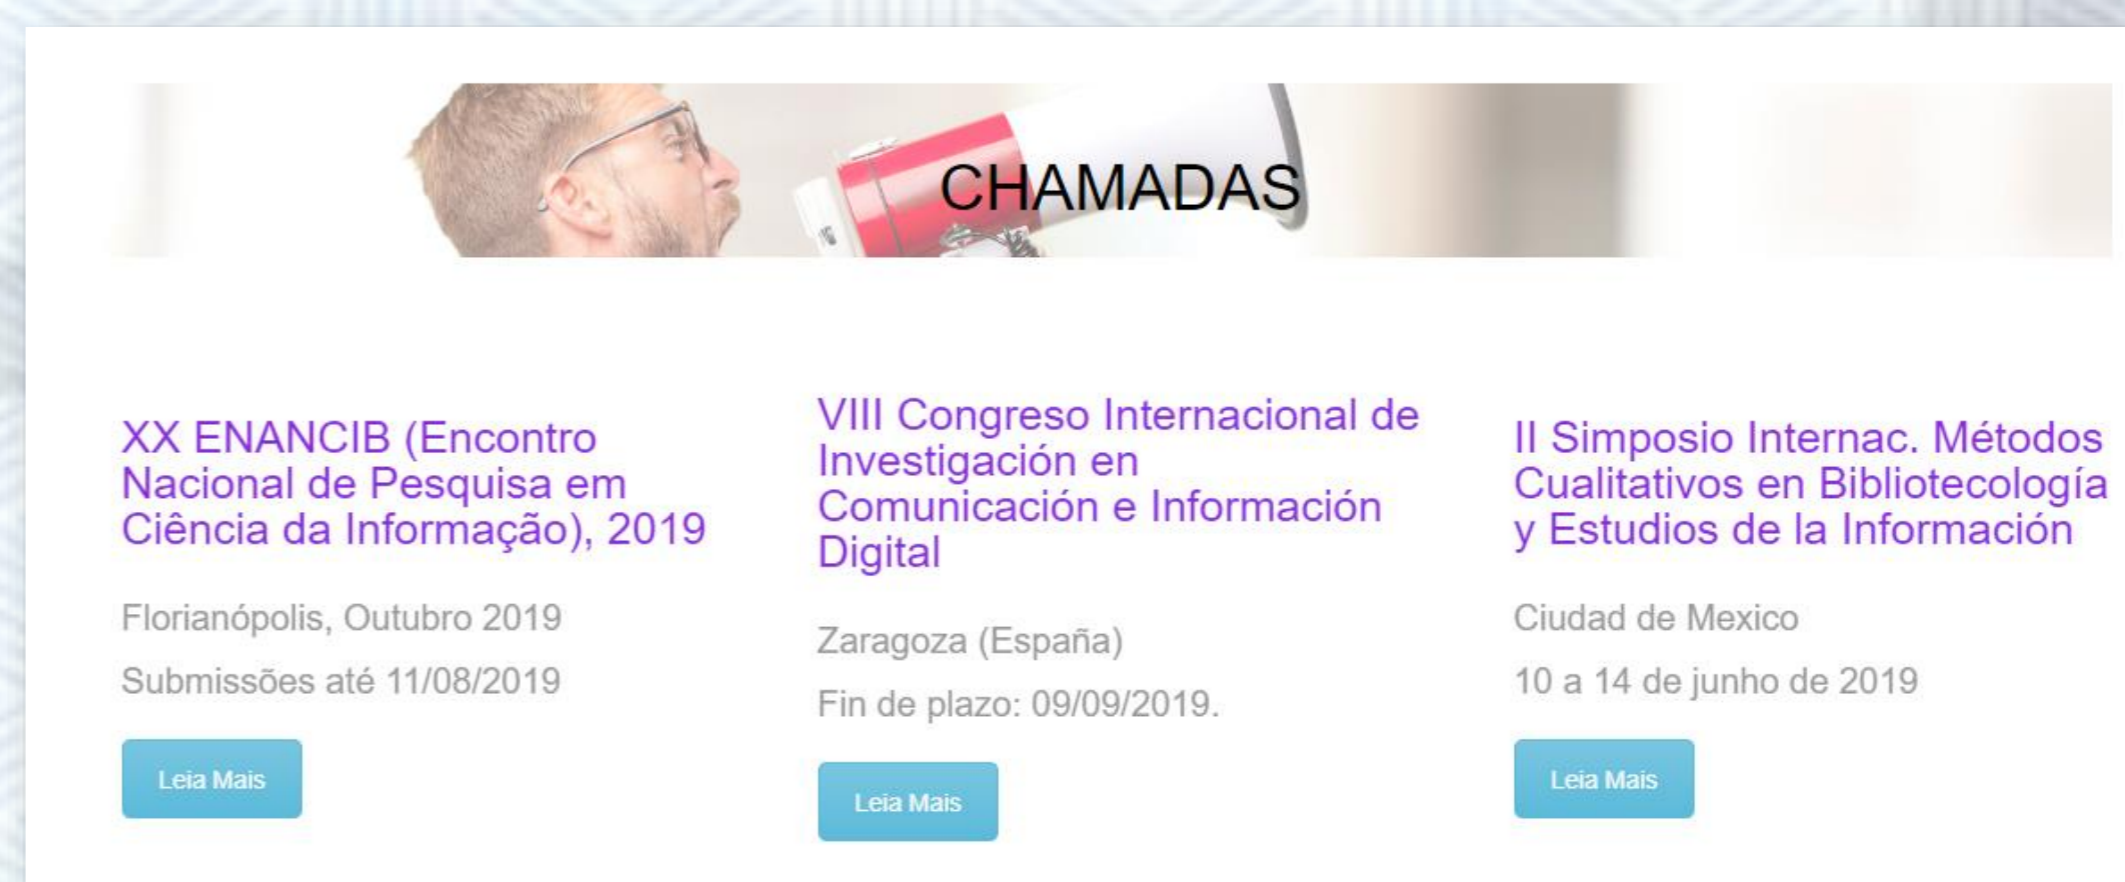 CHAMADAS
XX ENANCIB (Encontro
Nacional de Pesquisa em
Ciência da Informação), 2019
Florianópolis, Outubro 2019
Submissões até 11/08/2019
Leia Mais
VIII Congreso Internacional de
Investigación en
Comunicación e Información
Digital
Zaragoza (España)
Fin de plazo: 09/09/2019.
Leia Mais
II Simposio Internac. Métodos
Cualitativos en Bibliotecología
y Estudios de la Información
Ciudad de Mexico
10 a 14 de junho de 2019
Leia Mais